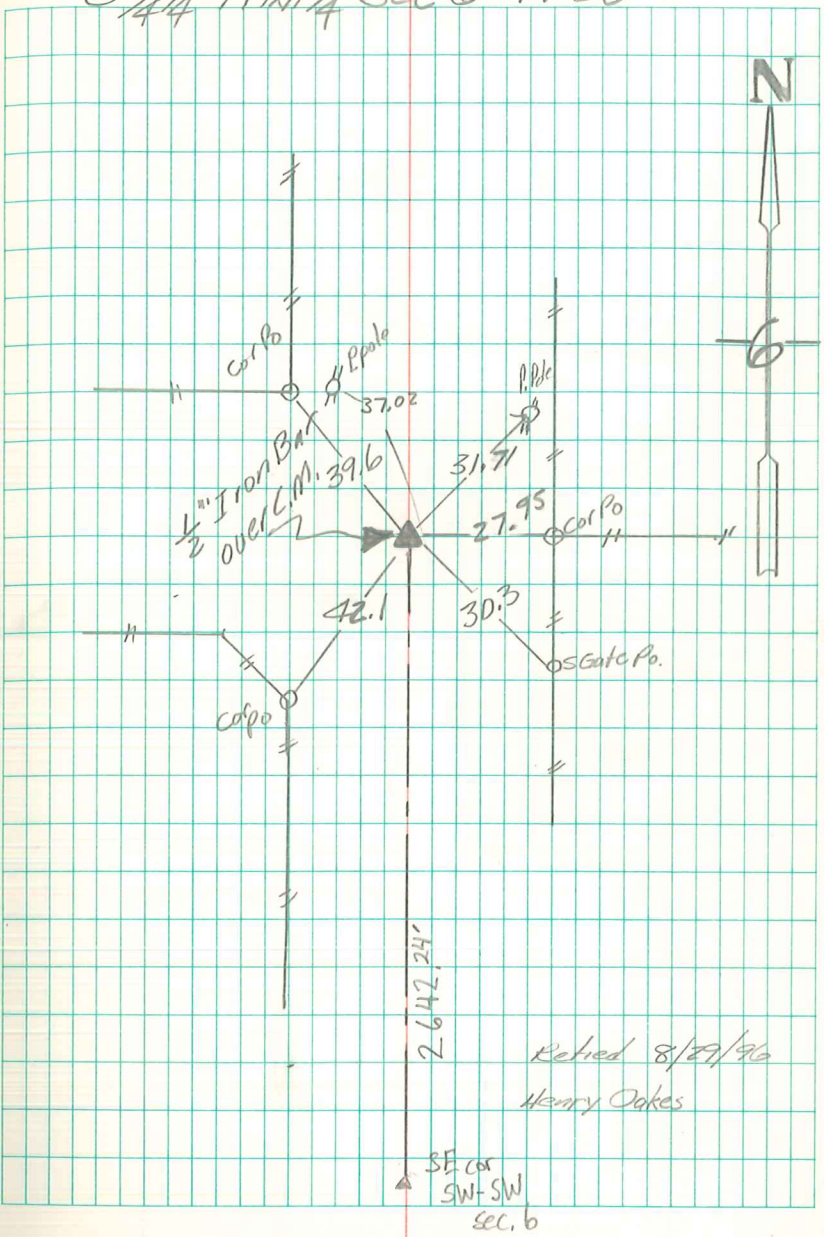 N
6
Cor Po
P.pole
37.02
P.Pole
1/2" Iron Bar
over C.M.
39.6
31.71
27.95
Cor Po
42.1
30.3
S Gate Po.
Cor po
2642.24'
Retied 8/29/96
Henry Oakes
SE cor
SW-SW
sec. 6